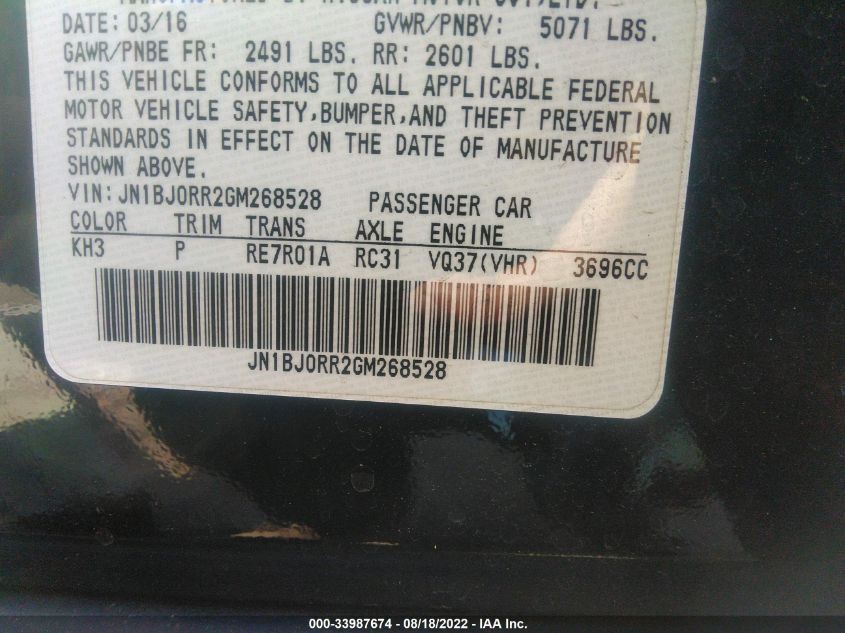 DATE: 03/16 GVWR/PNBV: 5071 LBS.
GAWR/PNBE FR: 2491 LBS. RR: 2601 LBS.
THIS VEHICLE CONFORMS TO ALL APPLICABLE FEDERAL
MOTOR VEHICLE SAFETY,BUMPER,AND THEFT PREVENTION
STANDARDS IN EFFECT ON THE DATE OF MANUFACTURE
SHOWN ABOVE.
VIN: JN1BJ0RR2GM268528 PASSENGER CAR
COLOR TRIM TRANS AXLE ENGINE
KH3 P RE7R01A RC31 VQ37(VHR) 3696CC
JN1BJ0RR2GM268528
000-33987674 - 08/18/2022 - IAA Inc.